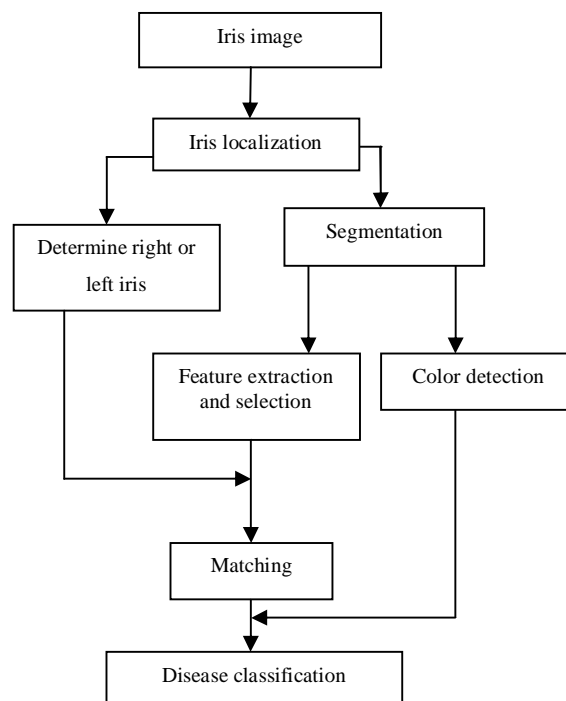 Iris image
Iris localization
Determine right or
left iris
Segmentation
Feature extraction
and selection
Color detection
Matching
Disease classification